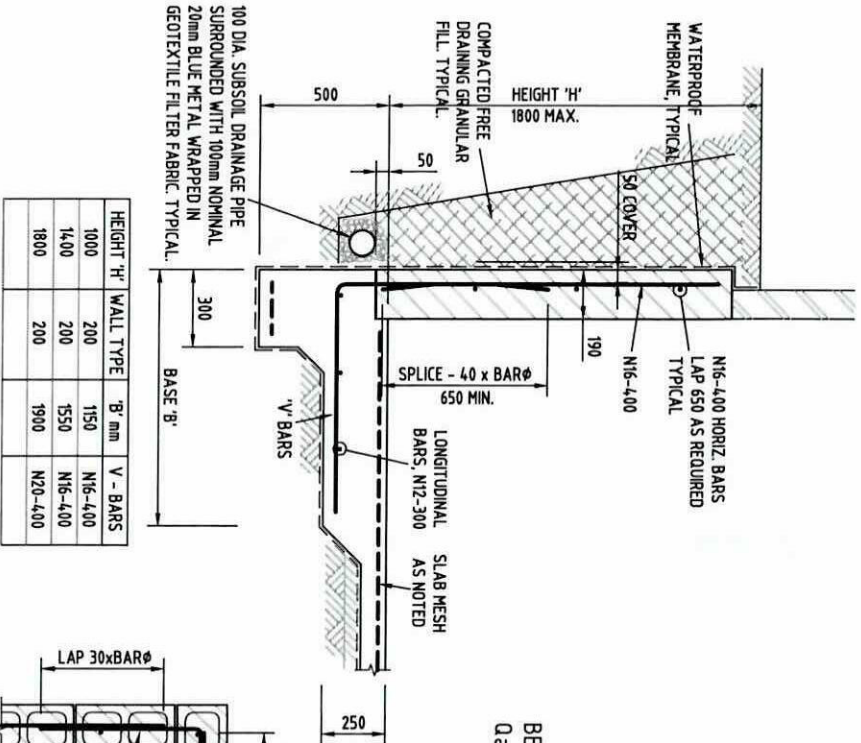 WATERPROOF
MEMBRANE, TYPICAL
HEIGHT 'H'
1800 MAX.
COMPACTED FREE
DRAINING GRANULAR
FILL. TYPICAL.
500
50
50 COVER
100 DIA. SUBSOIL DRAINAGE PIPE
SURROUNDED WITH 100mm NOMINAL
20mm BLUE METAL WRAPPED IN
GEOTEXTILE FILTER FABRIC. TYPICAL.
N16-400 HORIZ. BARS
LAP 650 AS REQUIRED
TYPICAL
N16-400
190
SPLICE - 40 x BARϕ
650 MIN.
300
BASE 'B'
'V' BARS
LONGITUDINAL
BARS, N12-300
SLAB MESH
AS NOTED
250
HEIGHT 'H' WALL TYPE 'B' mm V - BARS
1000 200 1150 N16-400
1400 200 1550 N16-400
1800 200 1900 N20-400
LAP 30xBARϕ